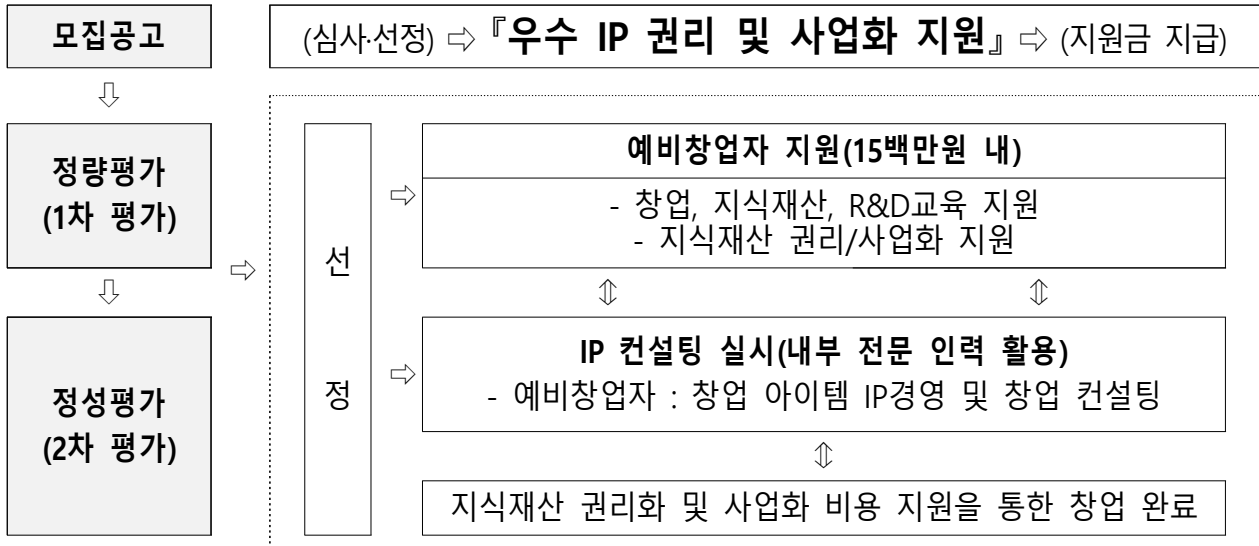 모집공고
(심사·선정) ⇨ 『우수 IP 권리 및 사업화 지원』 ⇨ (지원금 지급)
⇩
정량평가
(1차 평가)
⇩
정성평가
(2차 평가)
⇨
선
정
⇨
예비창업자 지원(15백만원 내)
- 창업, 지식재산, R&D교육 지원
- 지식재산 권리/사업화 지원
⇕ ⇕
⇨
IP 컨설팅 실시(내부 전문 인력 활용)
- 예비창업자 : 창업 아이템 IP경영 및 창업 컨설팅
⇕
지식재산 권리화 및 사업화 비용 지원을 통한 창업 완료